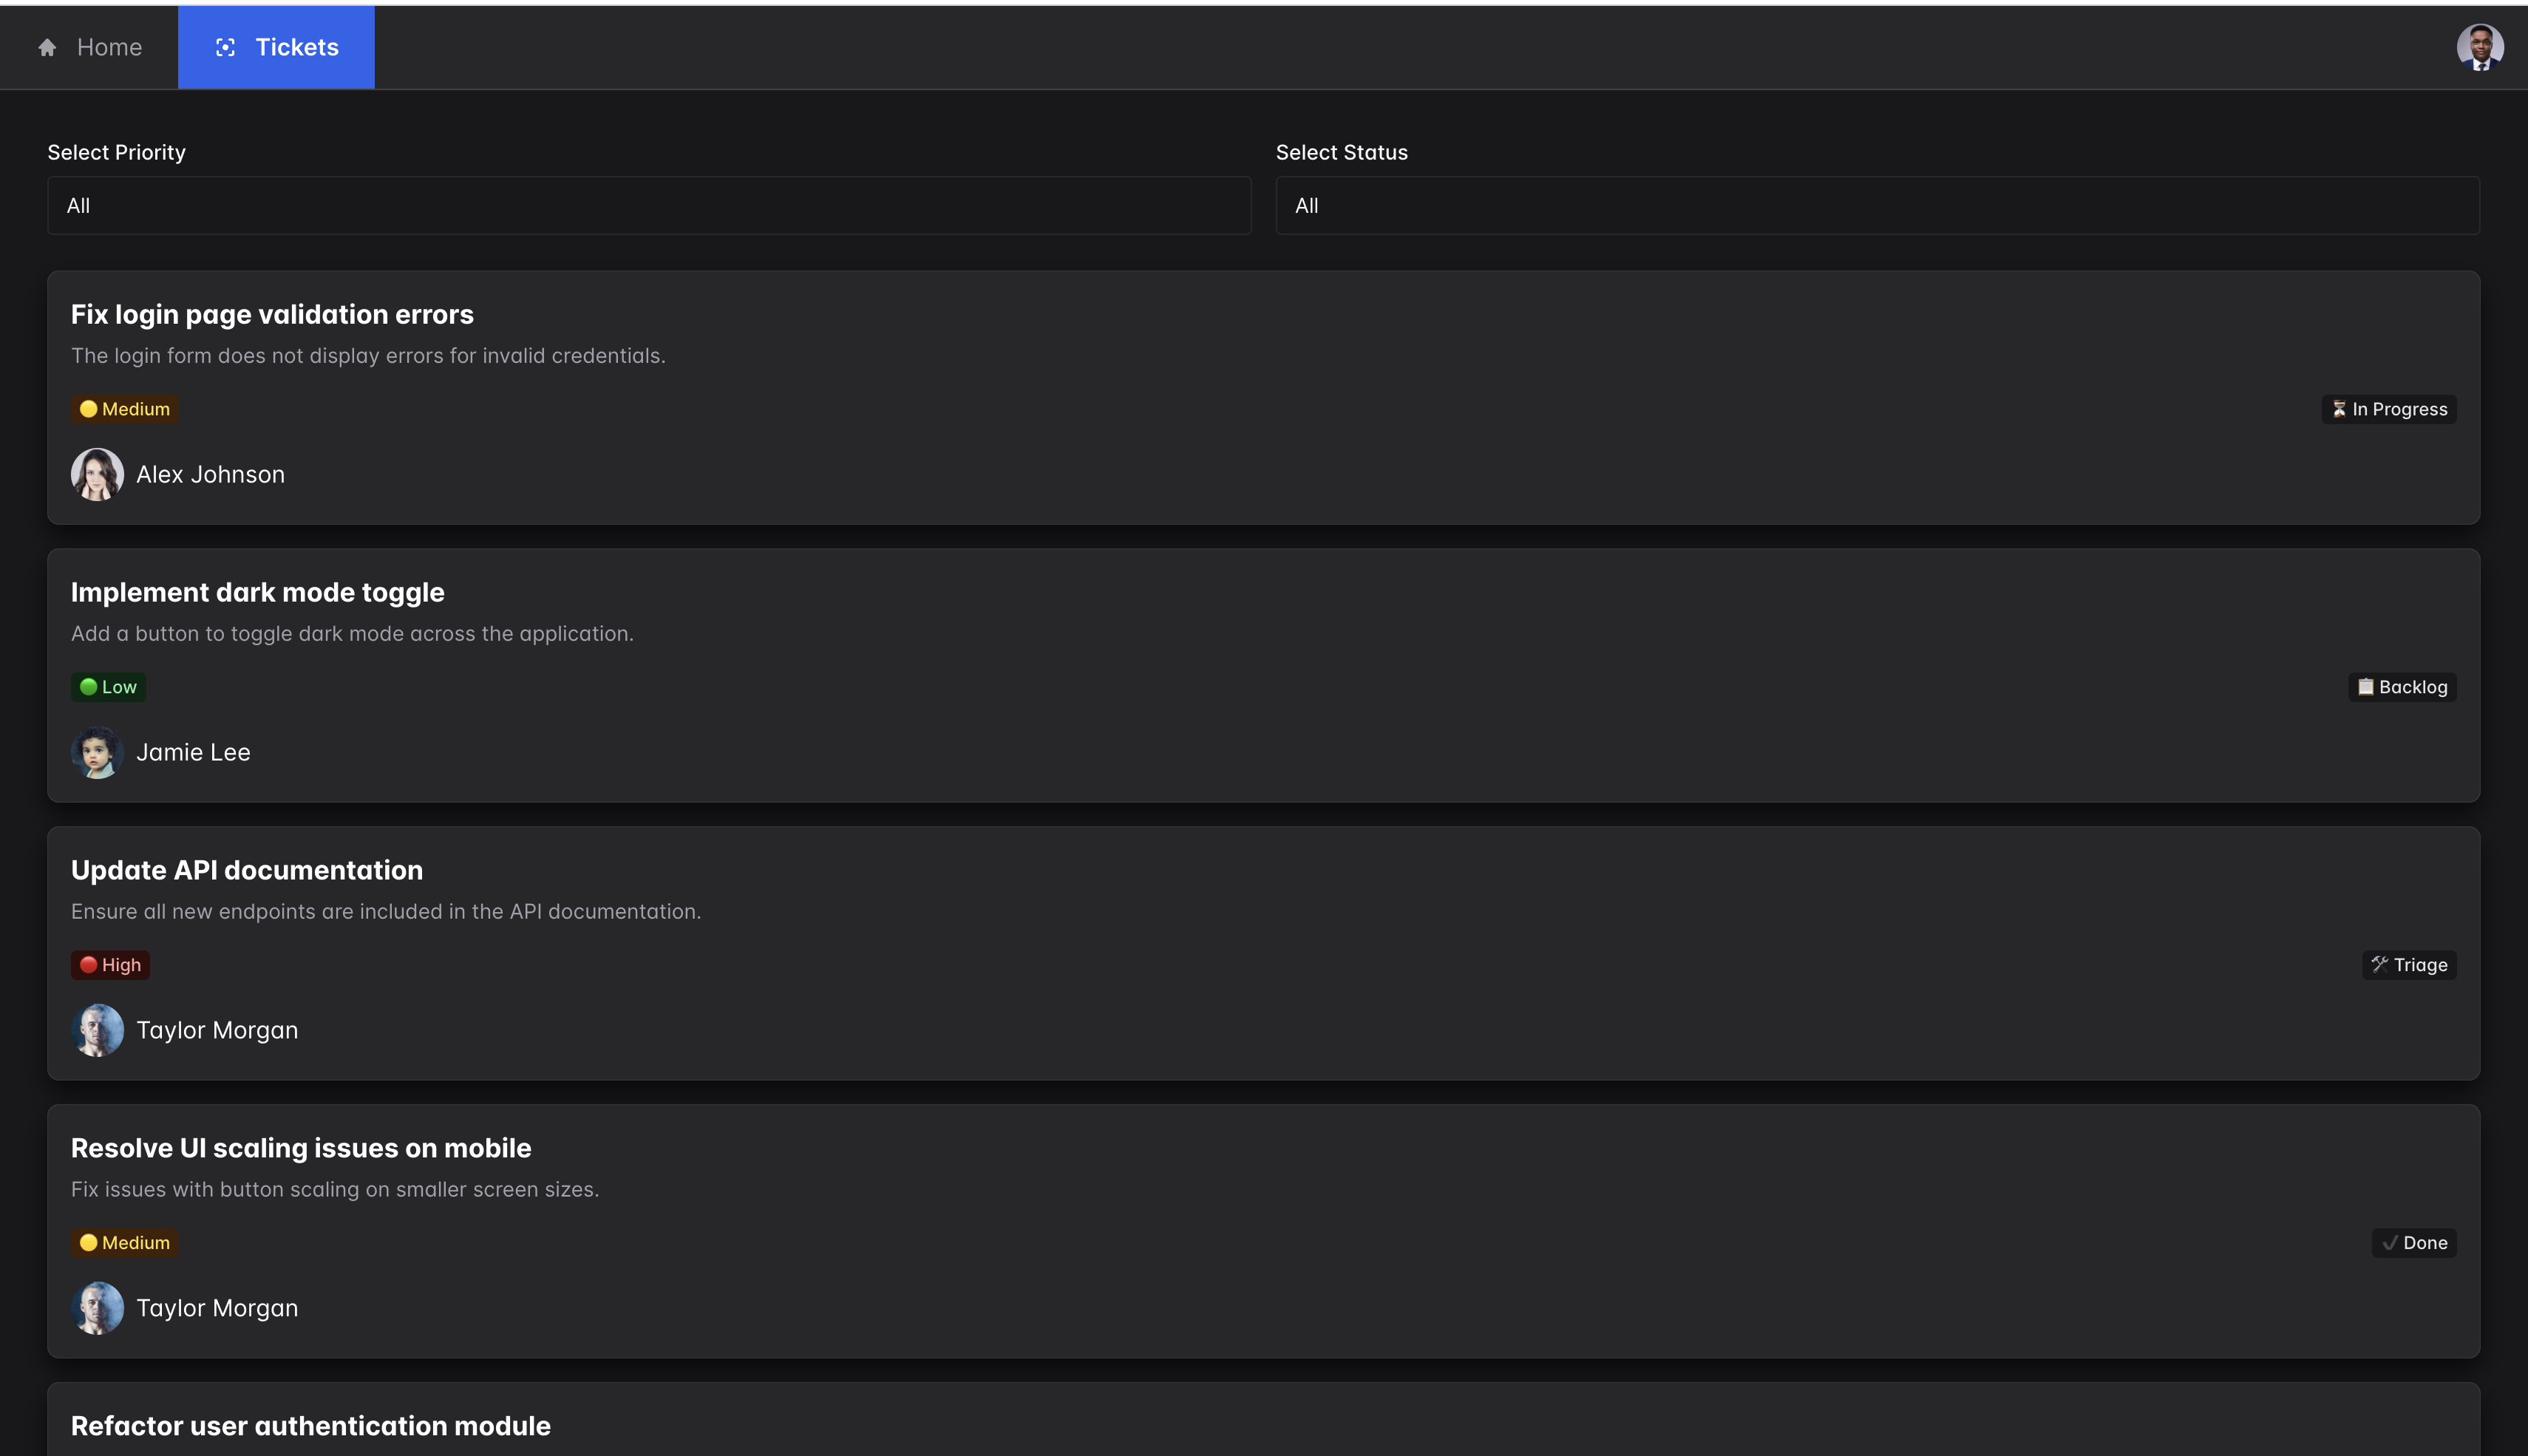 Home
Tickets
Select Priority
Select Status
All
All
Fix login page validation errors
The login form does not display errors for invalid credentials.
Medium
In Progress
Alex Johnson
Implement dark mode toggle
Add a button to toggle dark mode across the application.
Low
Backlog
Jamie Lee
Update API documentation
Ensure all new endpoints are included in the API documentation.
High
Triage
Taylor Morgan
Resolve UI scaling issues on mobile
Fix issues with button scaling on smaller screen sizes.
Medium
Done
Taylor Morgan
Refactor user authentication module